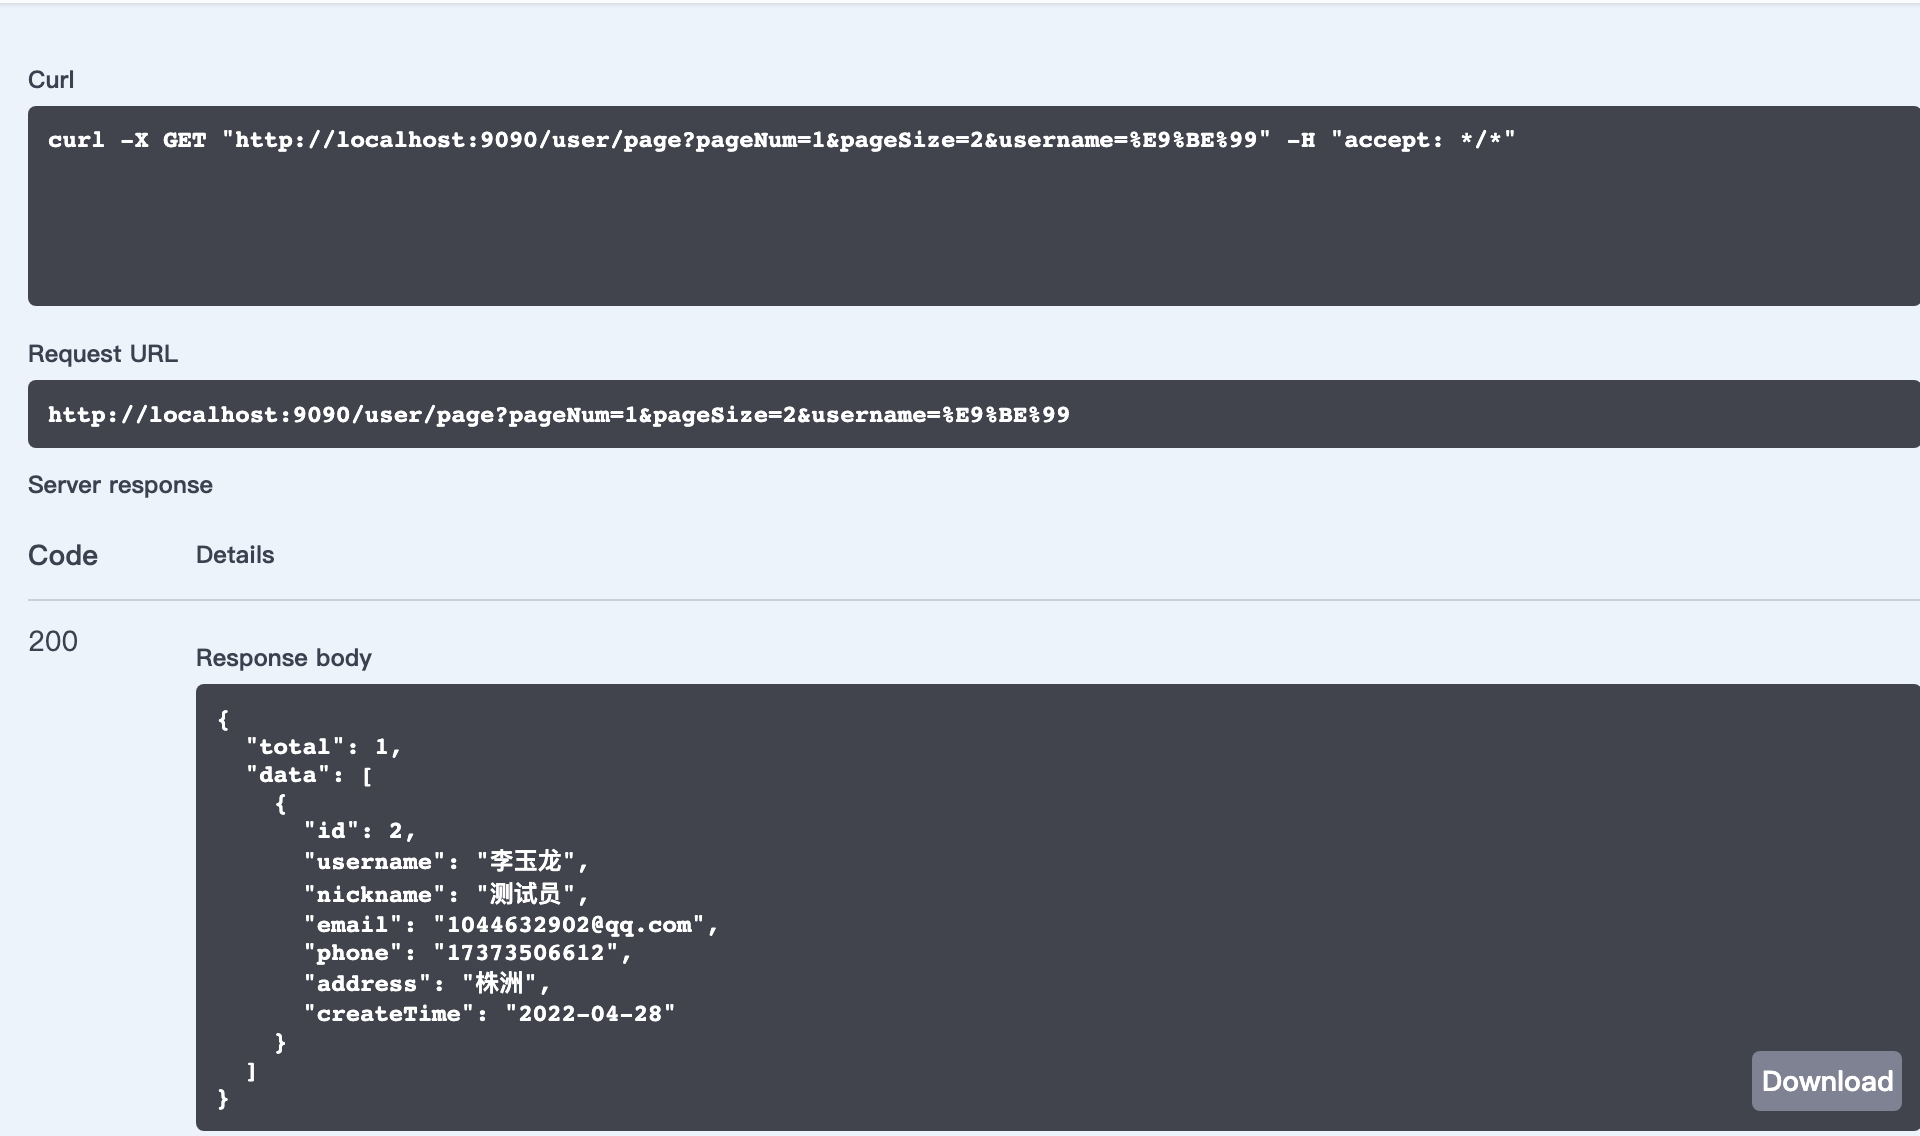 Curl
curl -X GET "http://localhost:9090/user/page?pageNum=1&pageSize=2&username=%E9%BE%99" -H "accept: */*"
Request URL
http://localhost:9090/user/page?pageNum=1&pageSize=2&username=%E9%BE%99
Server response
Code Details
200
Response body
{
"total": 1,
"data": [
{
"id": 2,
"username": "李玉龙",
"nickname": "测试员",
"email": "1044632902@qq.com",
"phone": "17373506612",
"address": "株洲",
"createTime": "2022-04-28"
}
]
}
Download